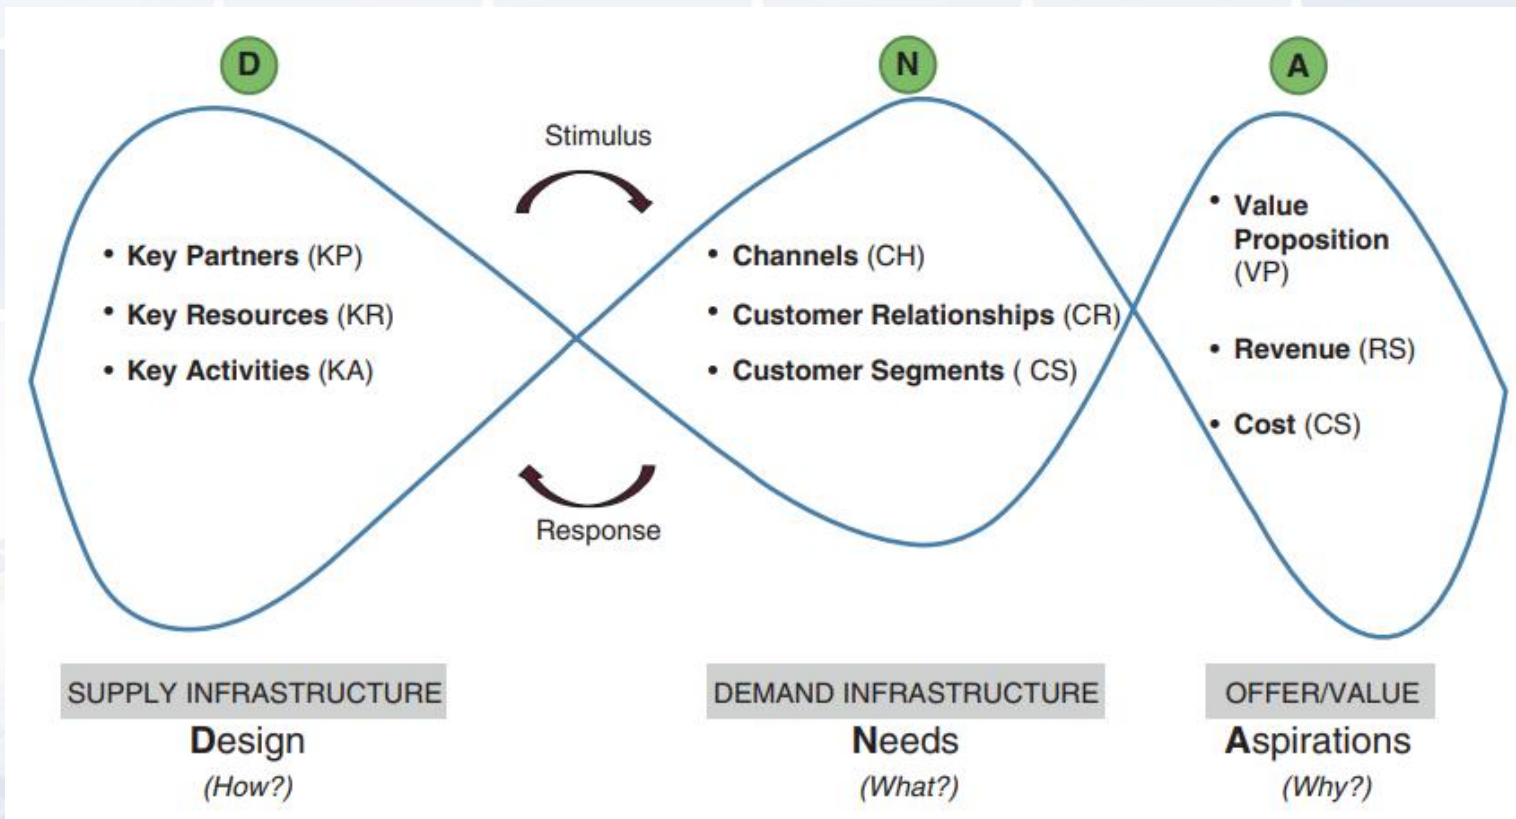 D
N
A
Stimulus
• Key Partners (KP)
• Key Resources (KR)
• Key Activities (KA)
• Channels (CH)
• Customer Relationships (CR)
• Customer Segments ( CS)
• Value
Proposition
(VP)
• Revenue (RS)
• Cost (CS)
Response
SUPPLY INFRASTRUCTURE
Design
(How?)
DEMAND INFRASTRUCTURE
Needs
(What?)
OFFER/VALUE
Aspirations
(Why?)